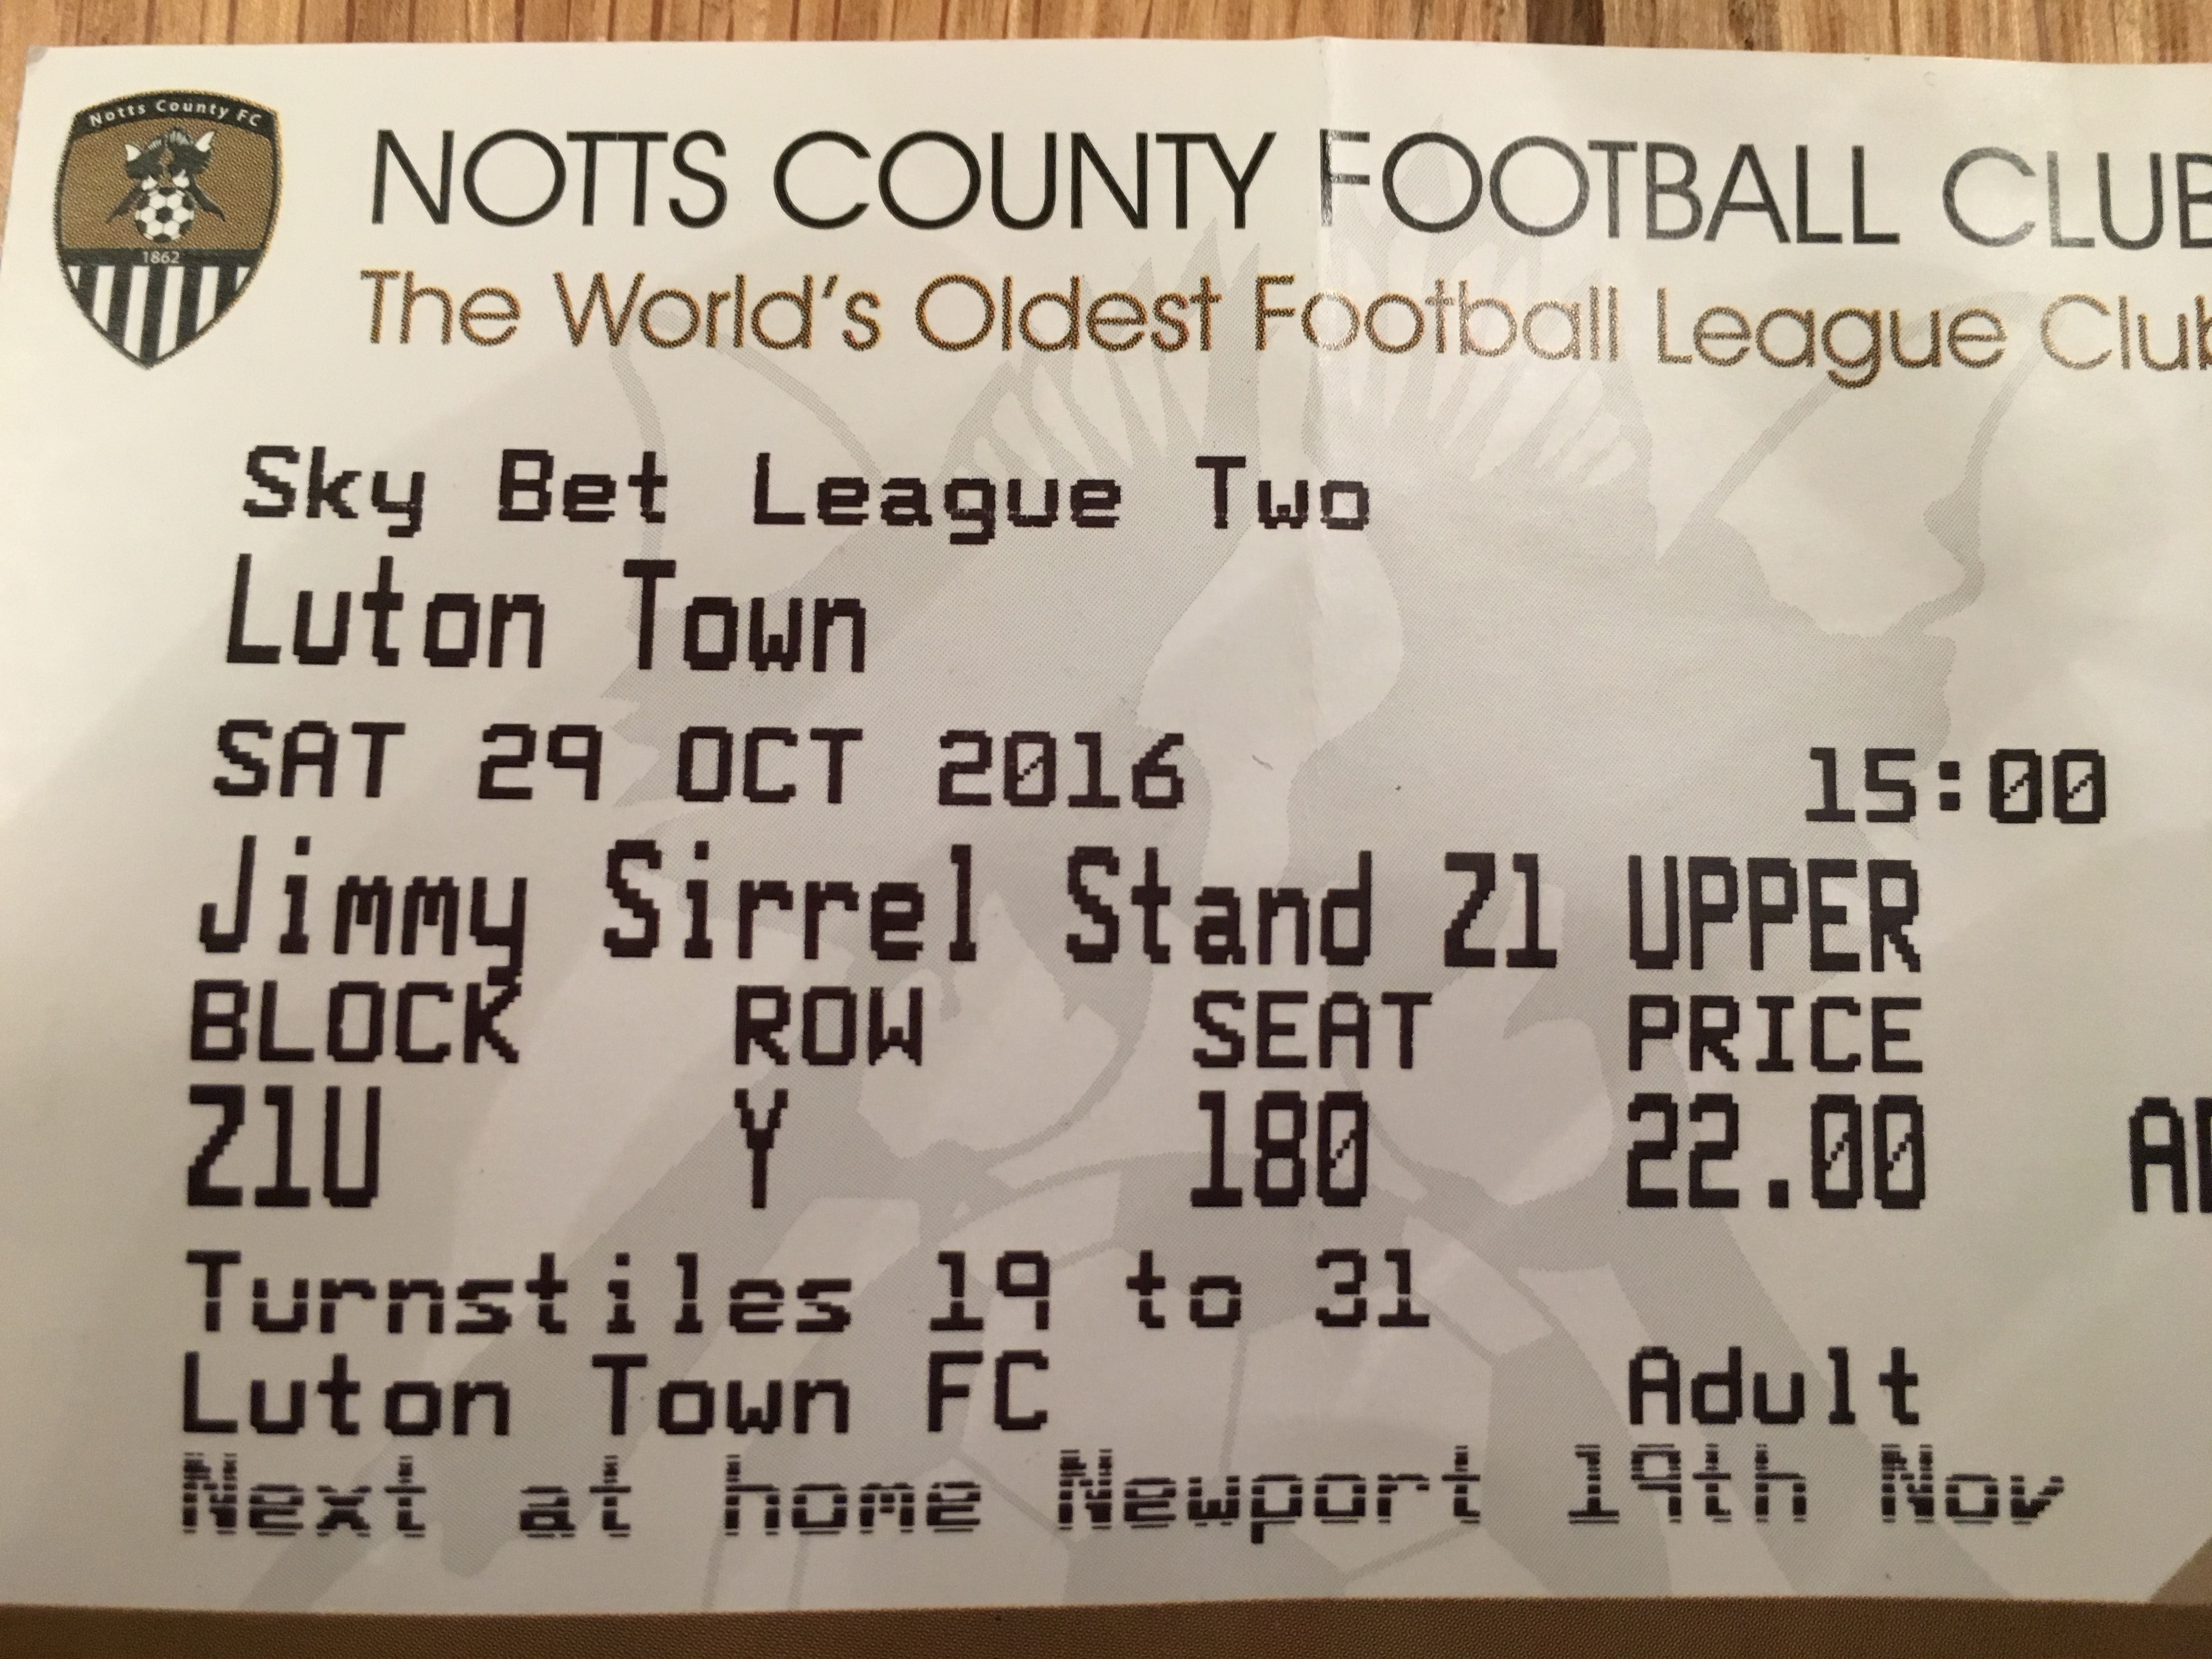 Notts County FC
1862
NOTTS COUNTY FOOTBALL CLUB
The World's Oldest Football League Club
Sky Bet League Two
Luton Town
SAT 29 OCT 2016 15:00
Jimmy Sirrel Stand Z1 UPPER
BLOCK ROW SEAT PRICE
Z1U Y 180 22.00
Turnstiles 19 to 31
Luton Town FC Adult
Next at home Newport 19th Nov